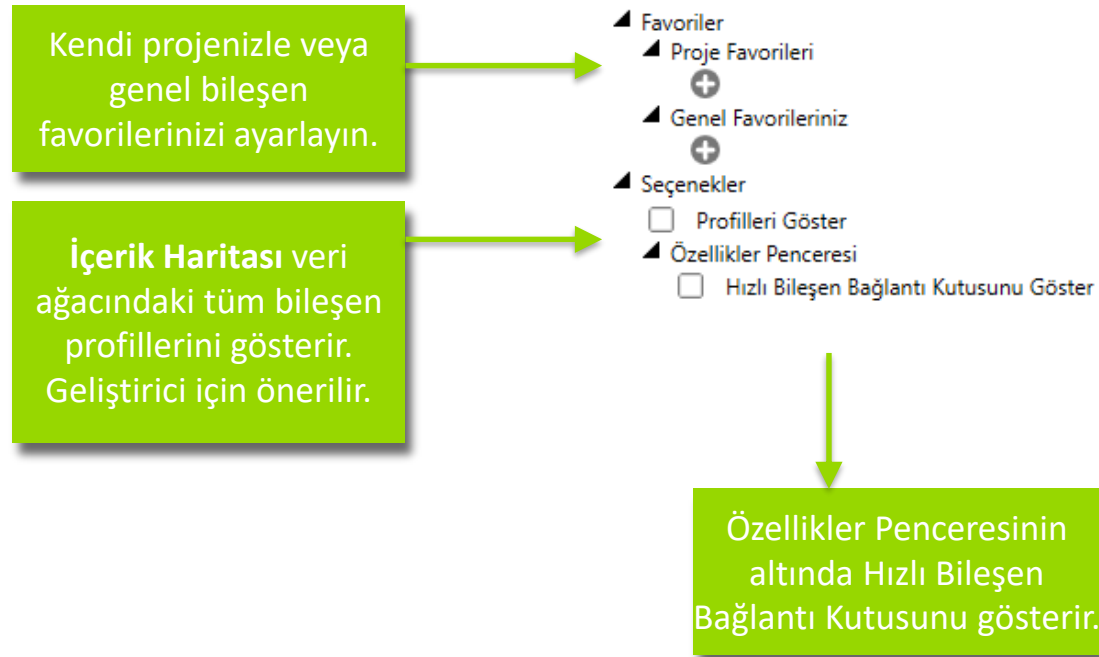 Kendi projenizle veya
genel bileşen
favorilerinizi ayarlayın.
Favoriler
Proje Favorileri
Genel Favorileriniz
Seçenekler
Profilleri Göster
Özellikler Penceresi
Hızlı Bileşen Bağlantı Kutusunu Göster
İçerik Haritası veri
ağacındaki tüm bileşen
profillerini gösterir.
Geliştirici için önerilir.
Özellikler Penceresinin
altında Hızlı Bileşen
Bağlantı Kutusunu gösterir.